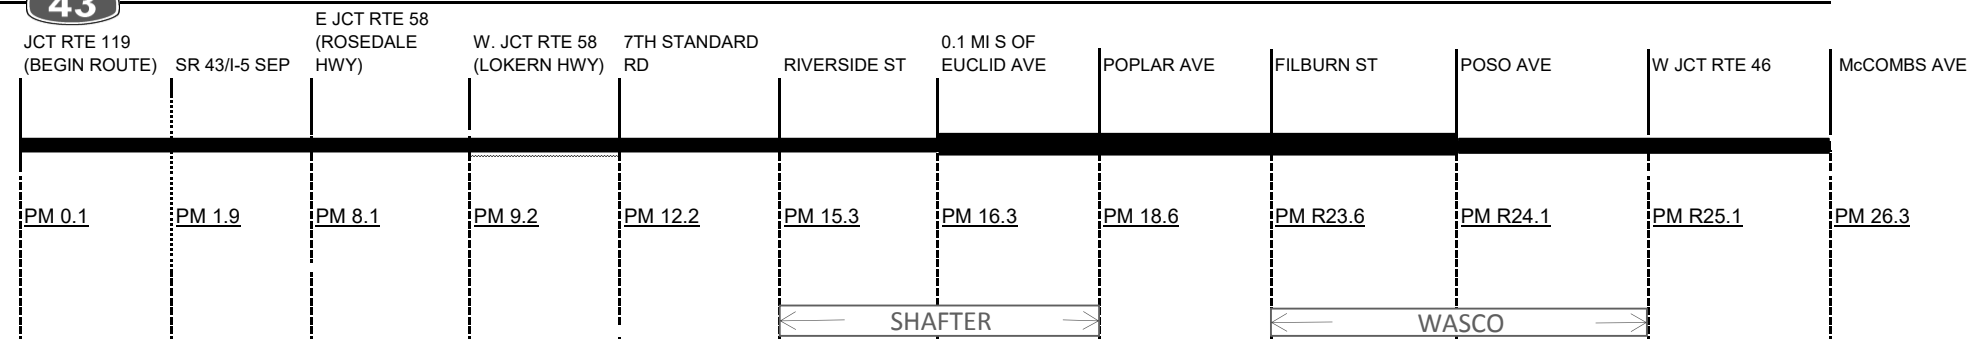 43
JCT RTE 119
(BEGIN ROUTE)
SR 43/I-5 SEP
E JCT RTE 58
(ROSEDALE
HWY)
W. JCT RTE 58
(LOKERN HWY)
7TH STANDARD
RD
RIVERSIDE ST
0.1 MI S OF
EUCLID AVE
POPLAR AVE
FILBURN ST
POSO AVE
W JCT RTE 46
McCOMBS AVE
PM 0.1
PM 1.9
PM 8.1
PM 9.2
PM 12.2
PM 15.3
PM 16.3
PM 18.6
PM R23.6
PM R24.1
PM R25.1
PM 26.3
SHAFTER
WASCO